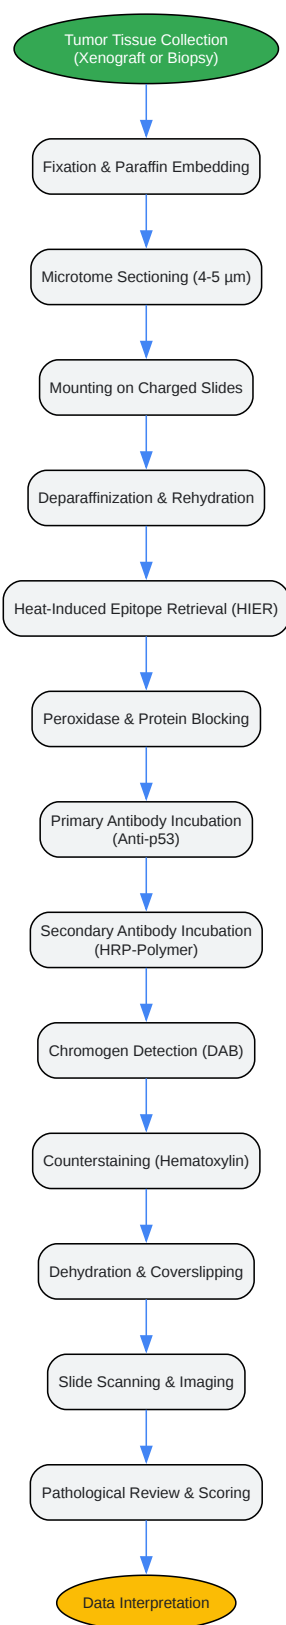 Tumor Tissue Collection
(Xenograft or Biopsy)
Fixation & Paraffin Embedding
Microtome Sectioning (4-5 µm)
Mounting on Charged Slides
Deparaffinization & Rehydration
Heat-Induced Epitope Retrieval (HIER)
Peroxidase & Protein Blocking
Primary Antibody Incubation
(Anti-p53)
Secondary Antibody Incubation
(HRP-Polymer)
Chromogen Detection (DAB)
Counterstaining (Hematoxylin)
Dehydration & Coverslipping
Slide Scanning & Imaging
Pathological Review & Scoring
Data Interpretation